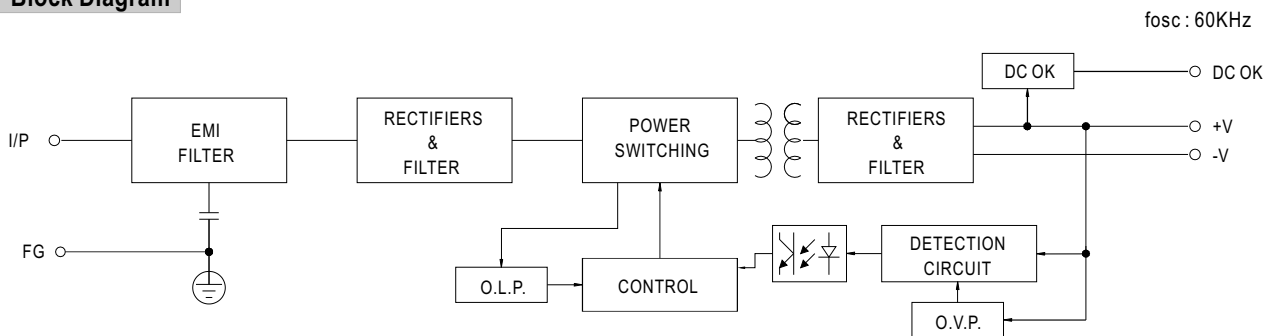 Block Diagram
fosc : 60KHz
DC OK
DC OK
I/P
EMI
FILTER
RECTIFIERS
&
FILTER
POWER
SWITCHING
RECTIFIERS
&
FILTER
+V
-V
FG
O.L.P.
CONTROL
DETECTION
CIRCUIT
O.V.P.